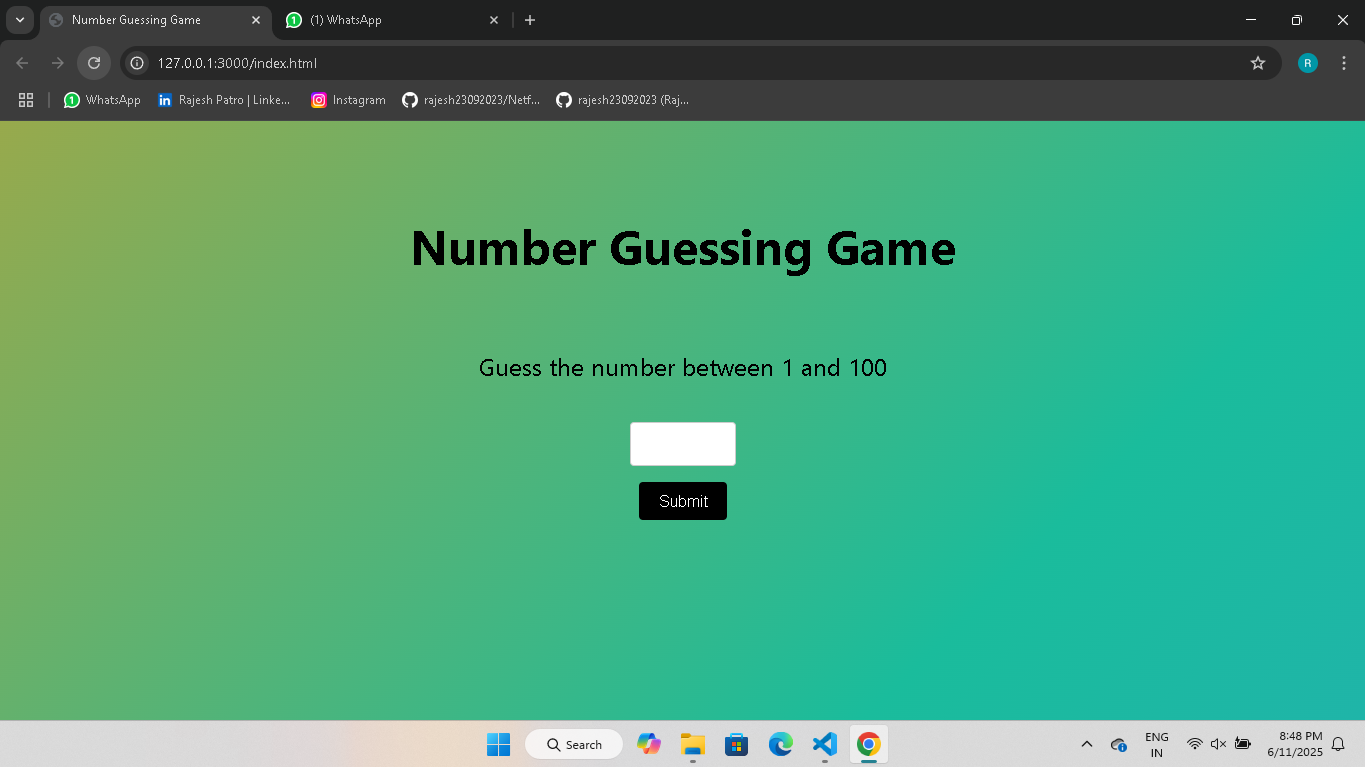 Number Guessing Game
(1) WhatsApp
127.0.0.1:3000/index.html
R
WhatsApp
Rajesh Patro | Linke...
Instagram
rajesh23092023/Netf...
rajesh23092023 (Raj...
Number Guessing Game
Guess the number between 1 and 100
Submit
Search
ENG
IN
8:48 PM
6/11/2025